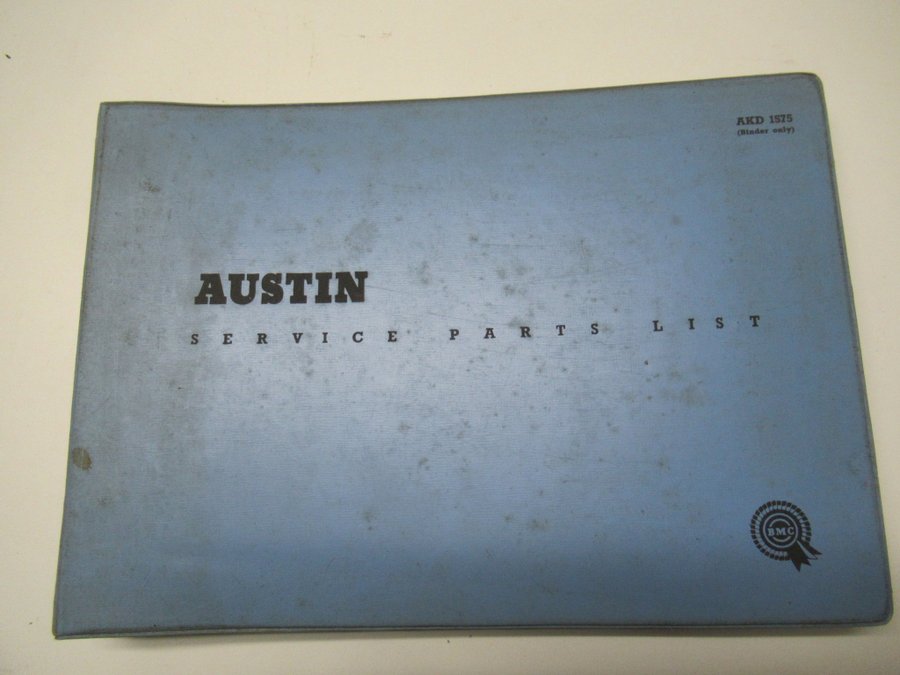 AKD 1575
(Binder only)
AUSTIN
SERVICE PARTS LIST
BMC